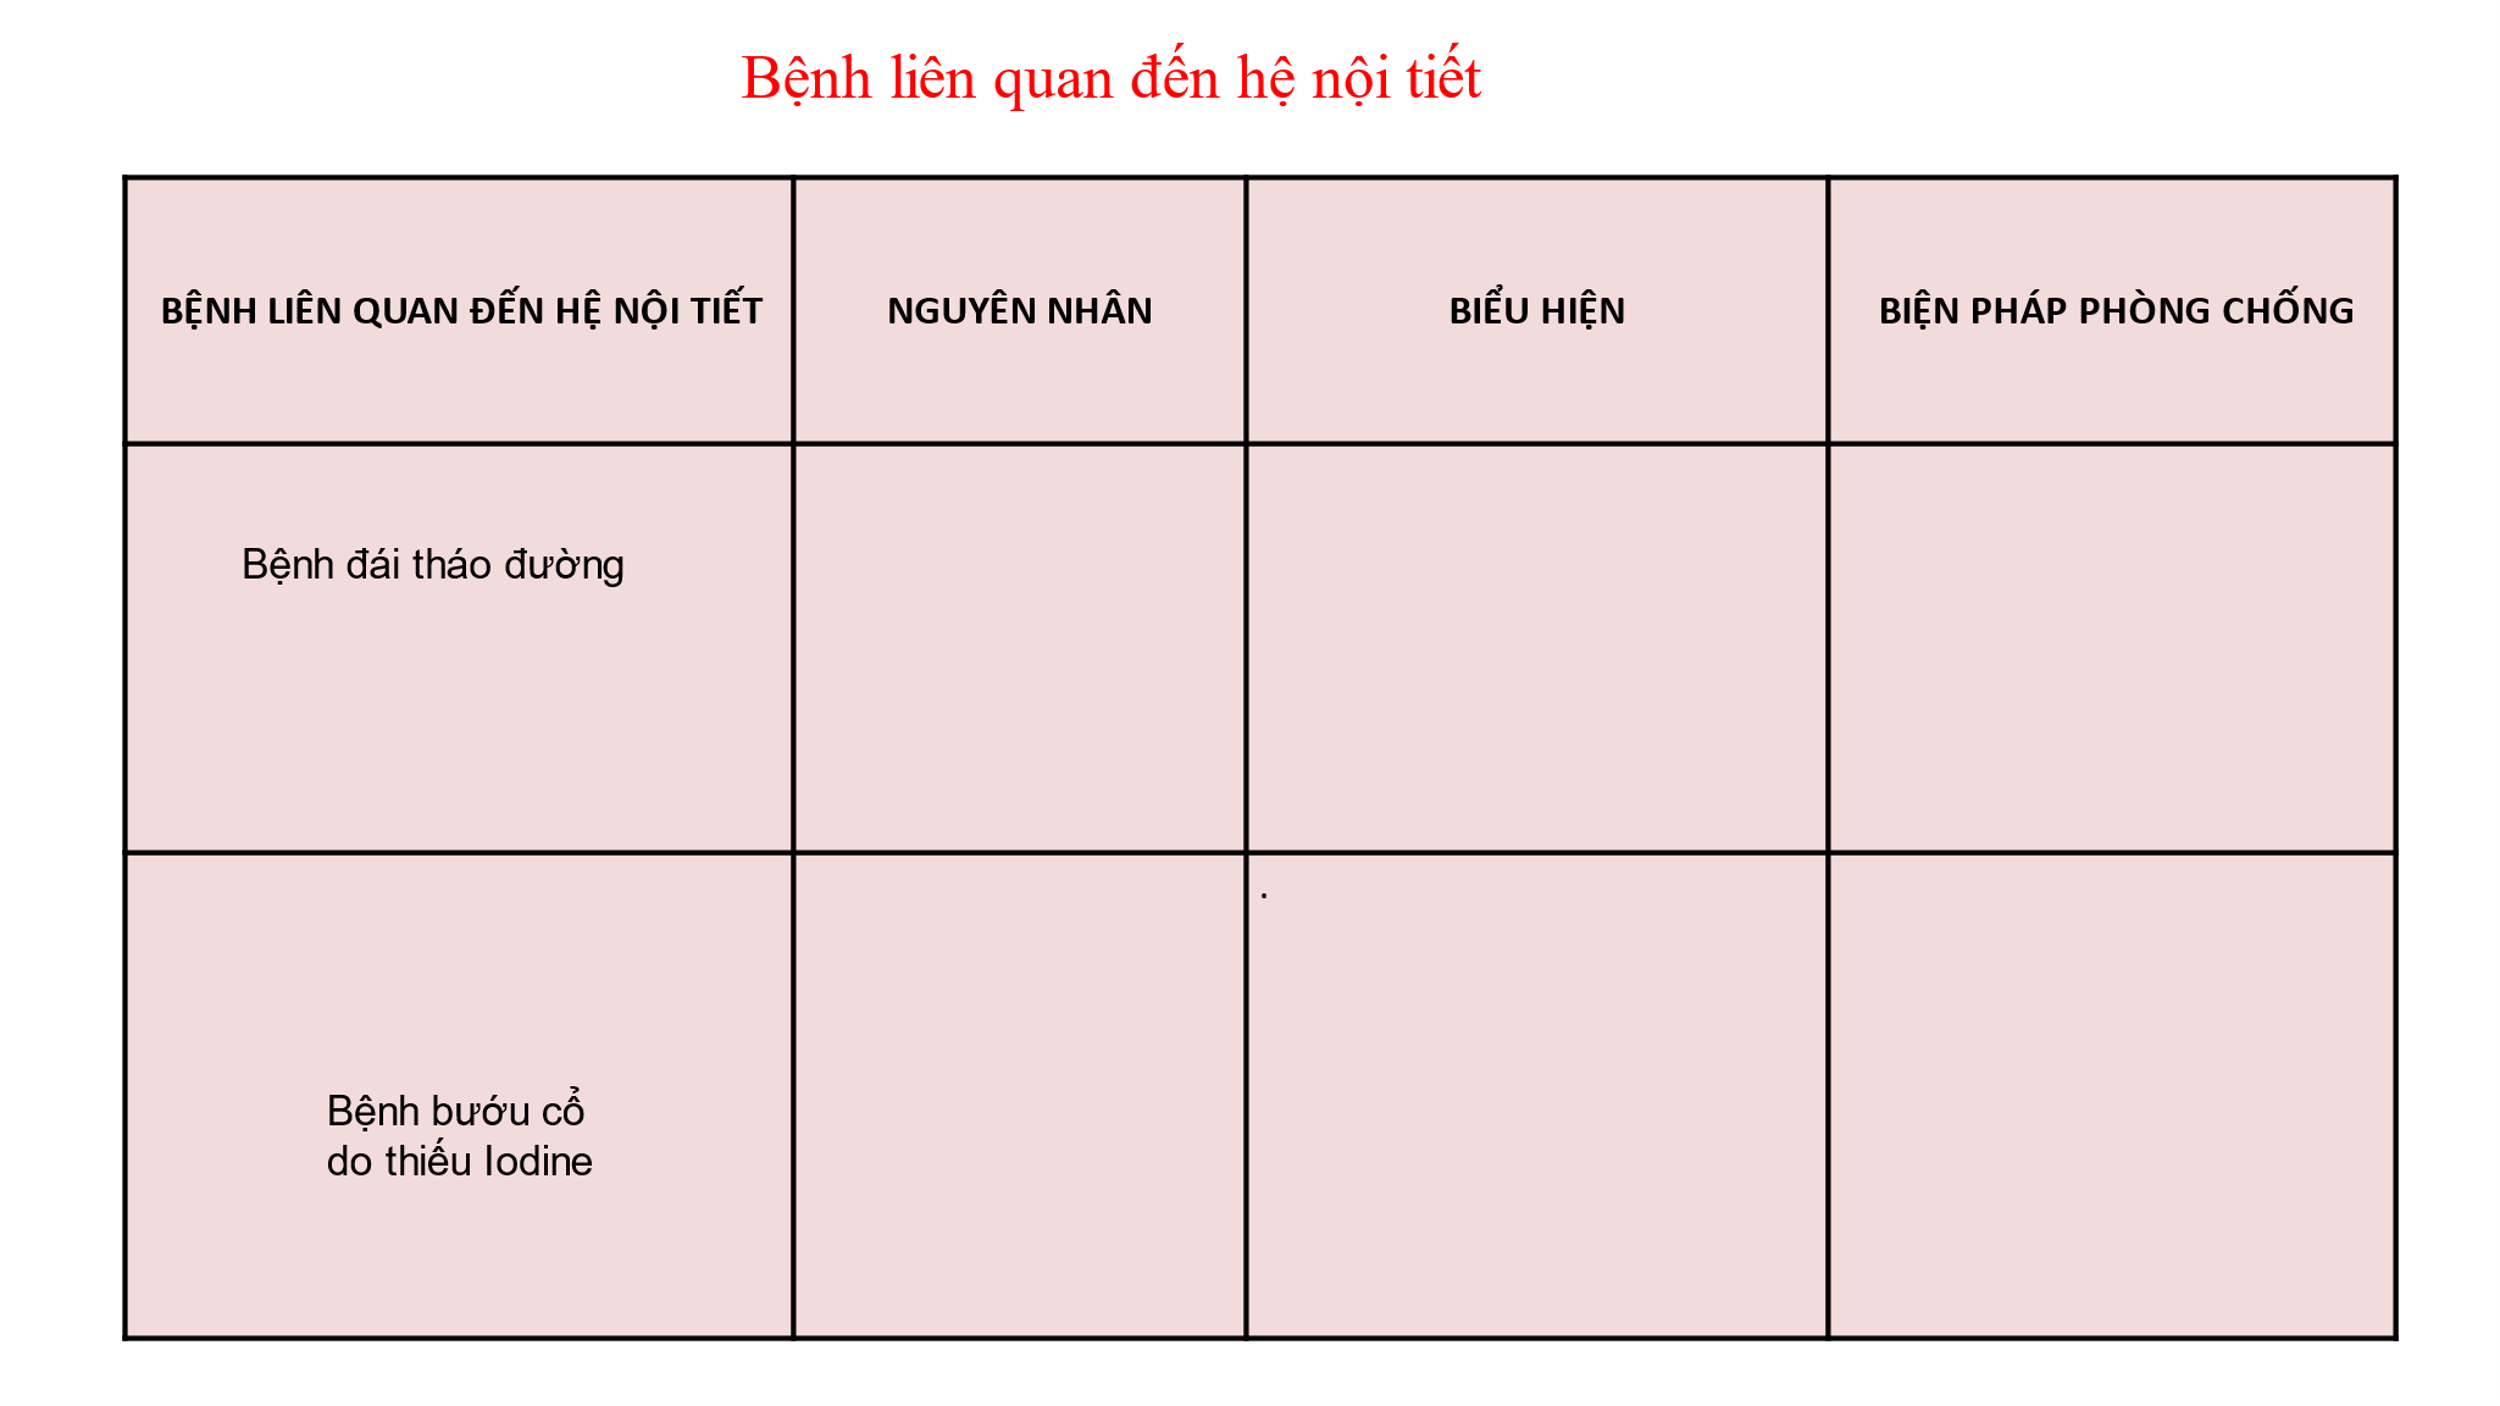 Bệnh liên quan đến hệ nội tiết
BỆNH LIÊN QUAN ĐẾN HỆ NỘI TIẾT
NGUYÊN NHÂN
BIỂU HIỆN
BIỆN PHÁP PHÒNG CHỐNG
Bệnh đái tháo đường
.
Bệnh bướu cổ
do thiếu Iodine